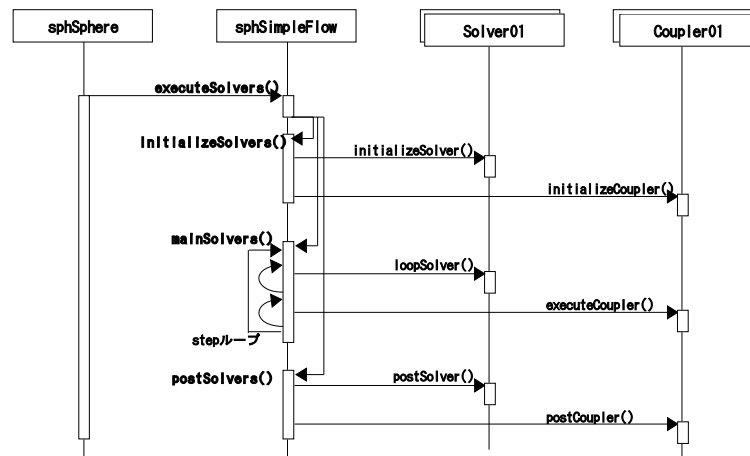 sphSphere
sphSimpleFlow
Solver01
Coupler01
executeSolvers()
initializeSolvers()
initializeSolver()
initializeCoupler()
mainSolvers()
loopSolver()
executeCoupler()
stepループ
postSolvers()
postSolver()
postCoupler()